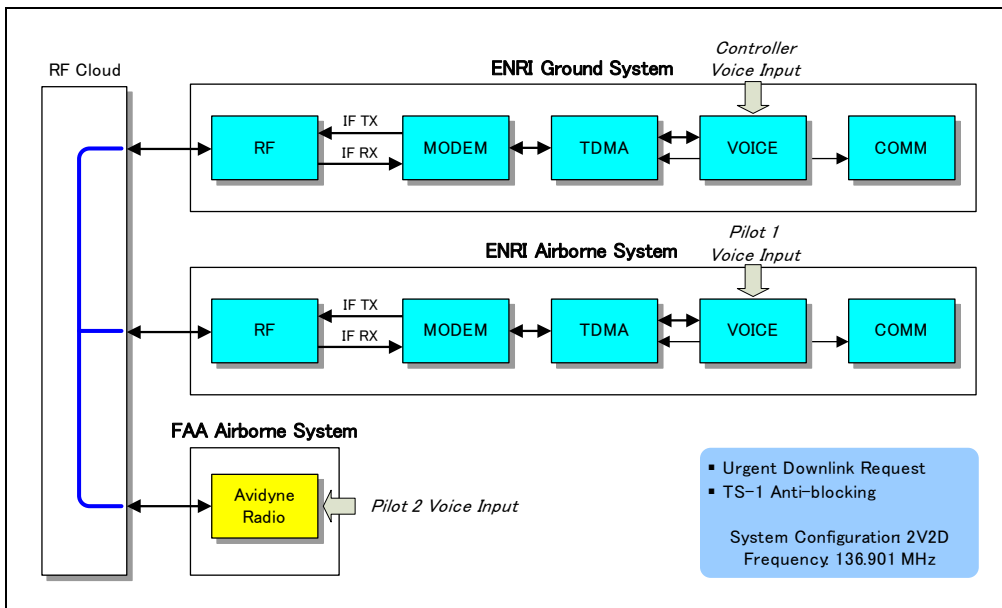 RF Cloud
ENRI Ground System
Controller
Voice Input
RF
IF TX
IF RX
MODEM
TDMA
VOICE
COMM
ENRI Airborne System
Pilot 1
Voice Input
RF
IF TX
IF RX
MODEM
TDMA
VOICE
COMM
FAA Airborne System
Avidyne
Radio
Pilot 2 Voice Input
▪ Urgent Downlink Request
▪ TS-1 Anti-blocking
System Configuration: 2V2D
Frequency: 136.901 MHz